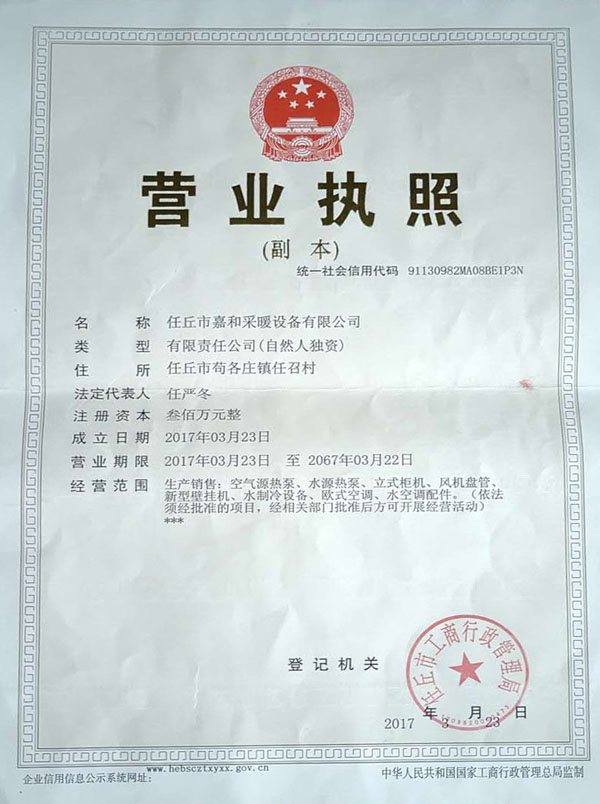 营业执照
(副 本)
统一社会信用代码 91130982MA08BE1P3N
名 称 任丘市嘉和采暖设备有限公司
类 型 有限责任公司(自然人独资)
住 所 任丘市苟各庄镇任召村
法定代表人 任严冬
注册资本 叁佰万元整
成立日期 2017年03月23日
营业期限 2017年03月23日 至 2067年03月22日
经营范围 生产销售：空气源热泵、水源热泵、立式柜机、风机盘管、
新型壁挂机、水制冷设备、欧式空调、水空调配件。（依法
须经批准的项目，经相关部门批准后方可开展经营活动）
***
登记机关
任丘市工商行政管理局
2017 年 3 月 23 日
企业信用信息公示系统网址： www.hebscztxyxx.gov.cn
中华人民共和国国家工商行政管理总局监制